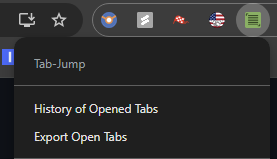 Tab-Jump
History of Opened Tabs
Export Open Tabs